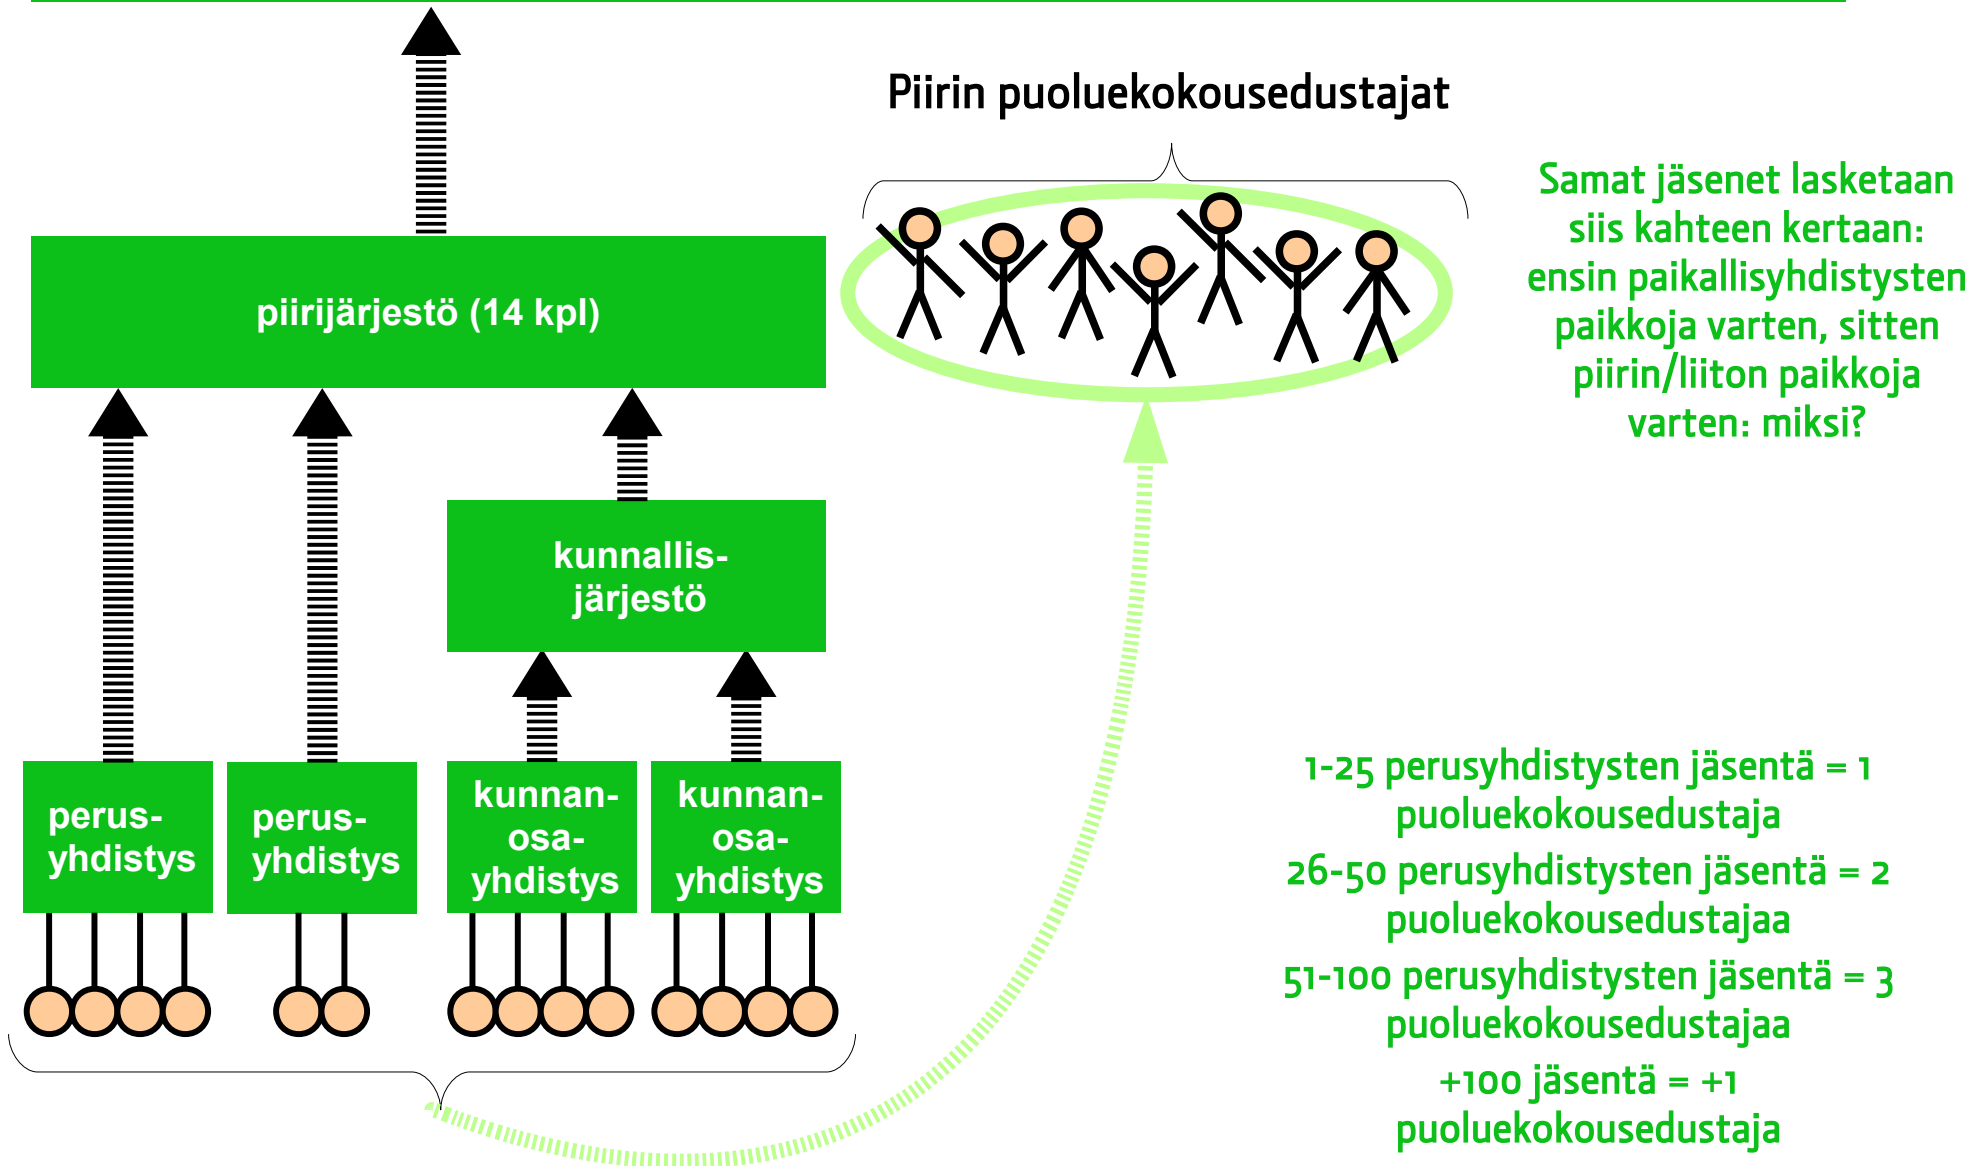 Piirin puoluekokousedustajat
Samat jäsenet lasketaan
siis kahteen kertaan:
ensin paikallisyhdistysten
paikkoja varten, sitten
piirin/liiton paikkoja
varten: miksi?
piirijärjestö (14 kpl)
kunnallis-
järjestö
perus-
yhdistys
perus-
yhdistys
kunnan-
osa-
yhdistys
kunnan-
osa-
yhdistys
1-25 perusyhdistysten jäsentä = 1
puoluekokousedustaja
26-50 perusyhdistysten jäsentä = 2
puoluekokousedustajaa
51-100 perusyhdistysten jäsentä = 3
puoluekokousedustajaa
+100 jäsentä = +1
puoluekokousedustaja